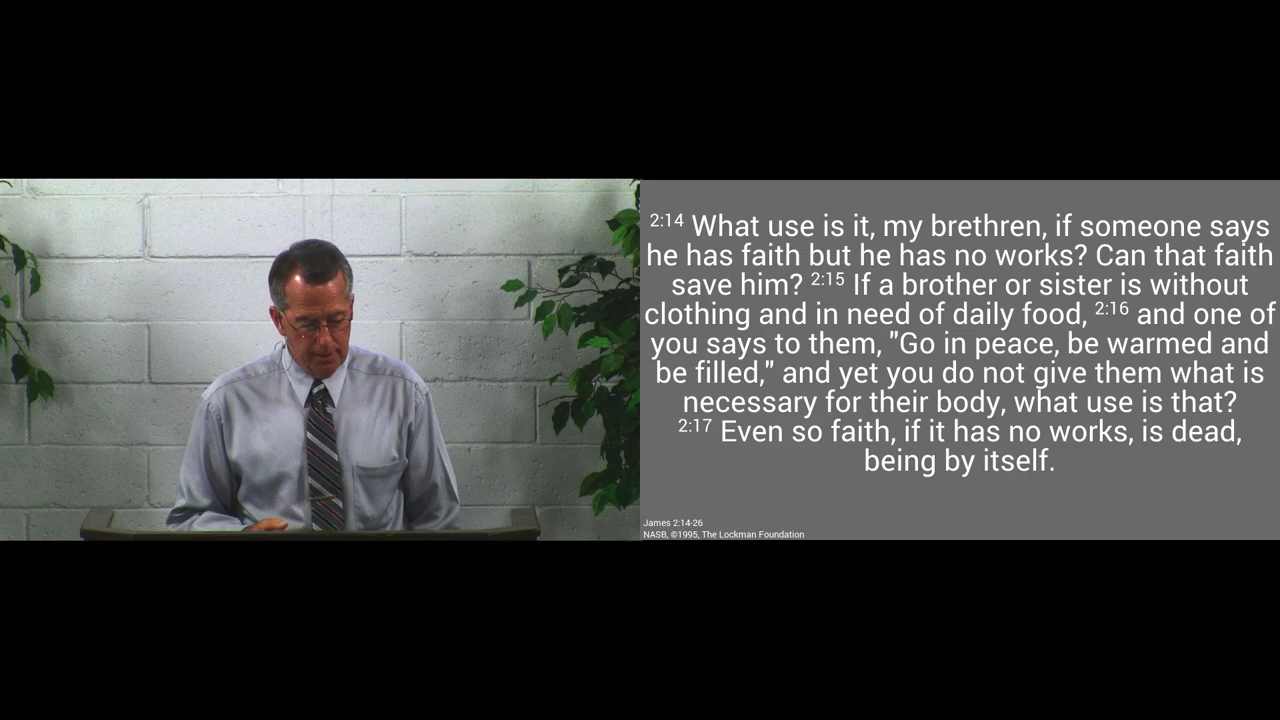 2:14 What use is it, my brethren, if someone says
he has faith but he has no works? Can that faith
save him? 2:15 If a brother or sister is without
clothing and in need of daily food, 2:16 and one of
you says to them, "Go in peace, be warmed and
be filled," and yet you do not give them what is
necessary for their body, what use is that?
2:17 Even so faith, if it has no works, is dead,
being by itself.
James 2:14-26
NASB, ©1995, The Lockman Foundation